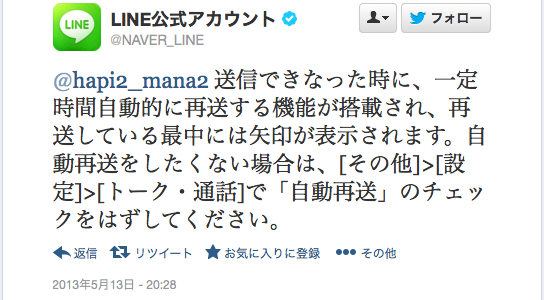 LINE
LINE公式アカウント
@NAVER_LINE
フォロー
@hapi2_mana2 送信できなった時に、一定
時間自動的に再送する機能が搭載され、再
送している最中には矢印が表示されます。自
動再送をしたくない場合は、[その他]>[設
定]>[トーク・通話]で「自動再送」のチェッ
クをはずしてください。
返信 リツイート お気に入りに登録 その他
2013年5月13日 - 20:28